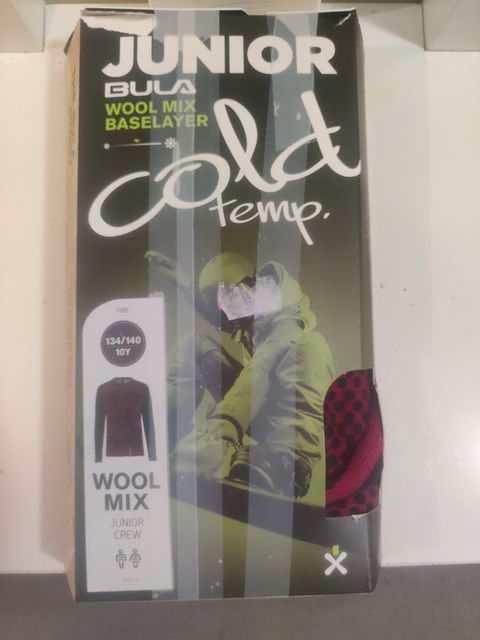 JUNIOR
BULA
WOOL MIX
BASELAYER
cold
temp.
FIRE
134/140
10Y
WOOL
MIX
JUNIOR
CREW